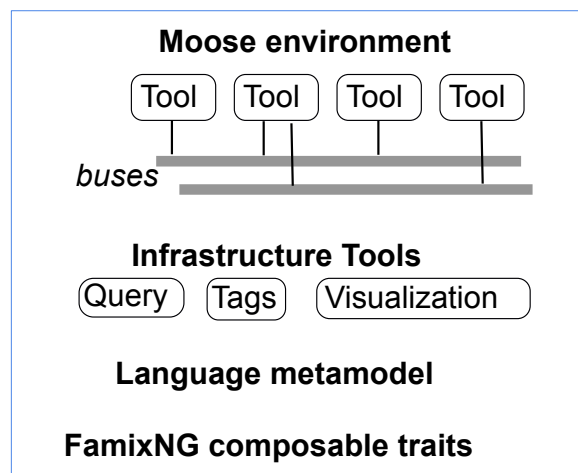 Moose environment
Tool Tool Tool Tool
buses
Infrastructure Tools
Query Tags Visualization
Language metamodel
FamixNG composable traits